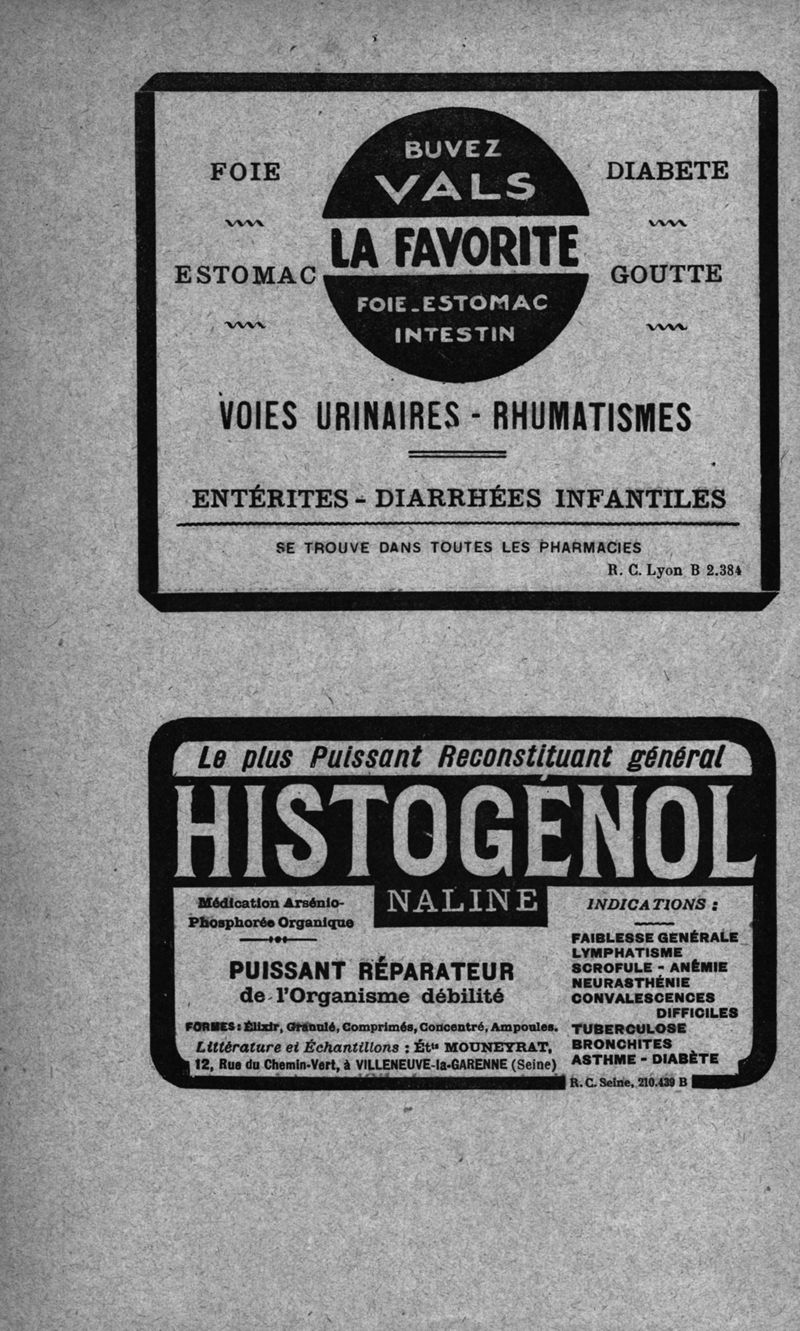 BUVEZ
VALS
LA FAVORITE
FOIE-ESTOMAC
INTESTIN
FOIE
ESTOMAC
DIABETE
GOUTTE
VOIES URINAIRES - RHUMATISMES
ENTÉRITES - DIARRHÉES INFANTILES
SE TROUVE DANS TOUTES LES PHARMACIES
R. C. Lyon B 2.384
Le plus Puissant Reconstituant général
HISTOGÉNOL
NALINE
Médication Arsénio-
Phosphorée Organique
PUISSANT RÉPARATEUR
de l'Organisme débilité
FORMES: Élixir, Granulé, Comprimés, Concentré, Ampoules.
Littérature et Échantillons : Éts MOUNEYRAT,
12, Rue du Chemin-Vert, à VILLENEUVE-la-GARENNE (Seine)
INDICATIONS :
FAIBLESSE GENÉRALE
LYMPHATISME
SCROFULE - ANÉMIE
NEURASTHÉNIE
CONVALESCENCES
DIFFICILES
TUBERCULOSE
BRONCHITES
ASTHME - DIABÈTE
R. C. Seine, 210.439 B